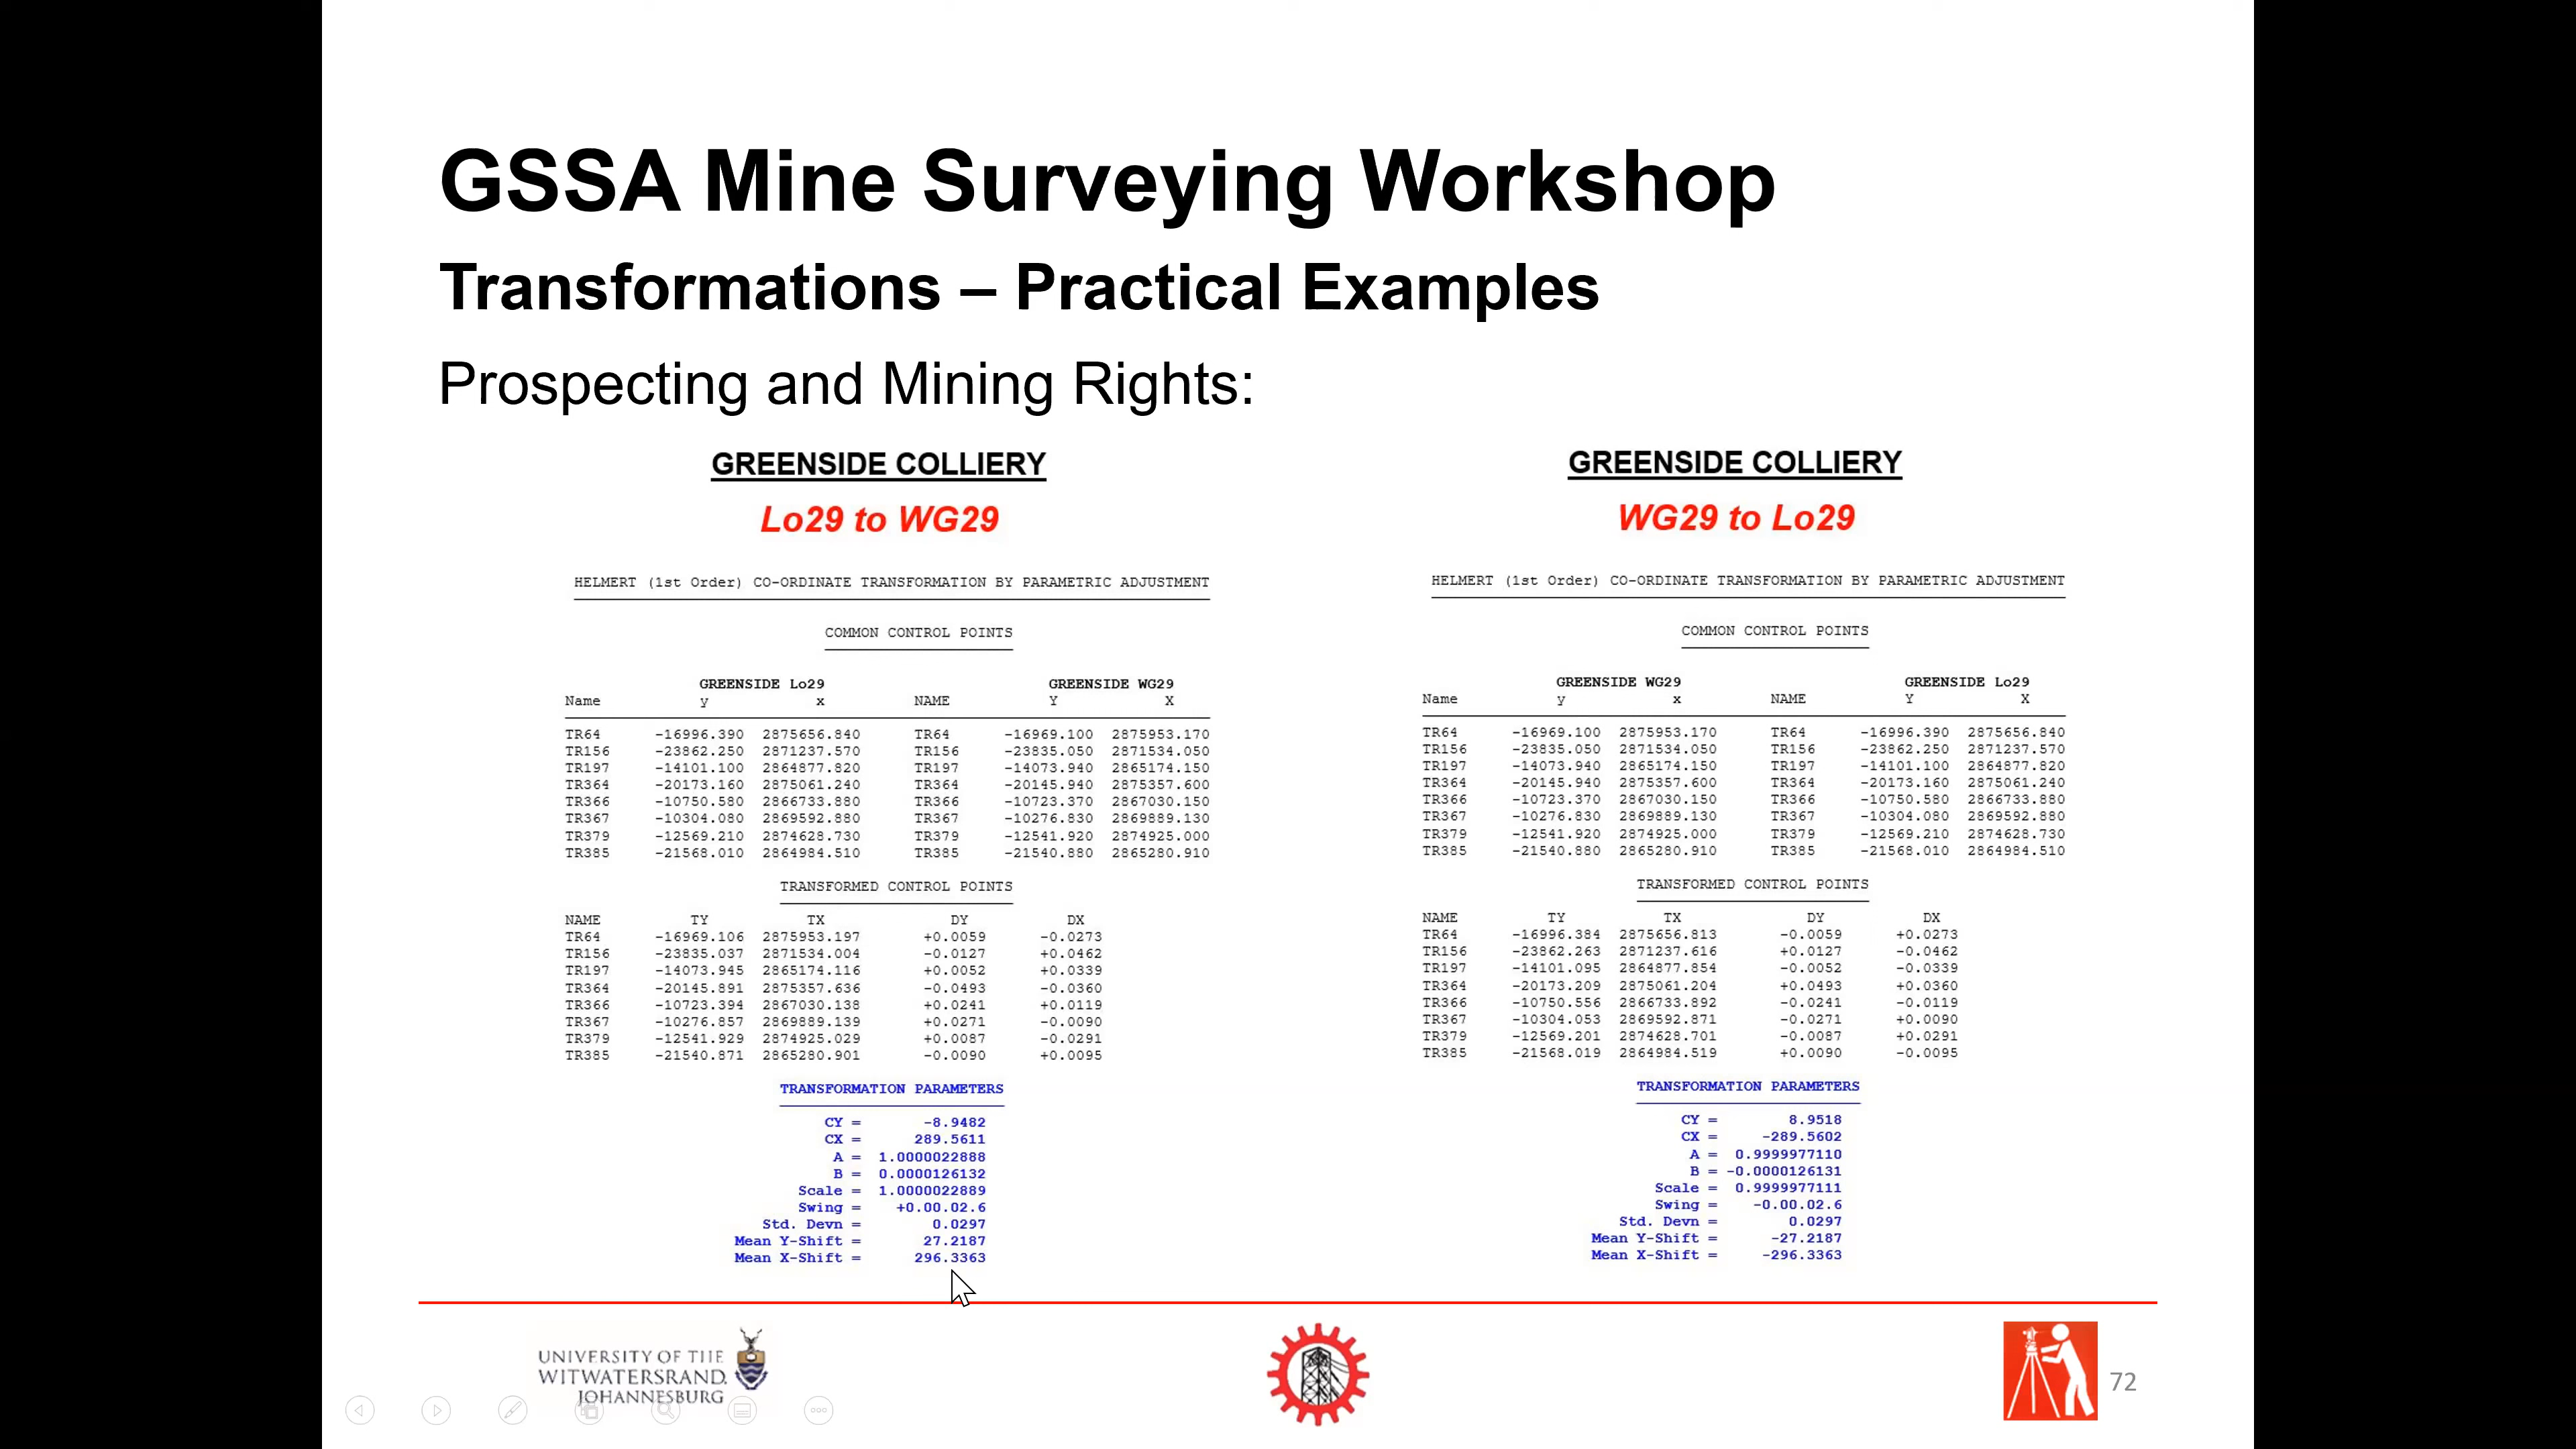 GSSA Mine Surveying Workshop
Transformations – Practical Examples
Prospecting and Mining Rights:
GREENSIDE COLLIERY
Lo29 to WG29
HELMERT (1st Order) CO-ORDINATE TRANSFORMATION BY PARAMETRIC ADJUSTMENT
COMMON CONTROL POINTS
GREENSIDE Lo29 GREENSIDE WG29
Name y x NAME Y X
TR64 -16996.390 2875656.840 TR64 -16969.100 2875953.170
TR156 -23862.250 2871237.570 TR156 -23835.050 2871534.050
TR197 -14101.100 2864877.820 TR197 -14073.940 2865174.150
TR364 -20173.160 2875061.240 TR364 -20145.940 2875357.600
TR366 -10750.580 2866733.880 TR366 -10723.370 2867030.150
TR367 -10304.080 2869592.880 TR367 -10276.830 2869889.130
TR379 -12569.210 2874628.730 TR379 -12541.920 2874925.000
TR385 -21568.010 2864984.510 TR385 -21540.880 2865280.910
TRANSFORMED CONTROL POINTS
NAME TY TX DY DX
TR64 -16969.106 2875953.197 +0.0059 -0.0273
TR156 -23835.037 2871534.004 -0.0127 +0.0462
TR197 -14073.945 2865174.116 +0.0052 +0.0339
TR364 -20145.891 2875357.636 -0.0493 -0.0360
TR366 -10723.394 2867030.138 +0.0241 +0.0119
TR367 -10276.857 2869889.139 +0.0271 -0.0090
TR379 -12541.929 2874925.029 +0.0087 -0.0291
TR385 -21540.871 2865280.901 -0.0090 +0.0095
TRANSFORMATION PARAMETERS
CY = -8.9482
CX = 289.5611
A = 1.0000022888
B = 0.0000126132
Scale = 1.0000022889
Swing = +0.00.02.6
Std. Devn = 0.0297
Mean Y-Shift = 27.2187
Mean X-Shift = 296.3363
GREENSIDE COLLIERY
WG29 to Lo29
HELMERT (1st Order) CO-ORDINATE TRANSFORMATION BY PARAMETRIC ADJUSTMENT
COMMON CONTROL POINTS
GREENSIDE WG29 GREENSIDE Lo29
Name y x NAME Y X
TR64 -16969.100 2875953.170 TR64 -16996.390 2875656.840
TR156 -23835.050 2871534.050 TR156 -23862.250 2871237.570
TR197 -14073.940 2865174.150 TR197 -14101.100 2864877.820
TR364 -20145.940 2875357.600 TR364 -20173.160 2875061.240
TR366 -10723.370 2867030.150 TR366 -10750.580 2866733.880
TR367 -10276.830 2869889.130 TR367 -10304.080 2869592.880
TR379 -12541.920 2874925.000 TR379 -12569.210 2874628.730
TR385 -21540.880 2865280.910 TR385 -21568.010 2864984.510
TRANSFORMED CONTROL POINTS
NAME TY TX DY DX
TR64 -16996.384 2875656.813 -0.0059 +0.0273
TR156 -23862.263 2871237.616 +0.0127 -0.0462
TR197 -14101.095 2864877.854 -0.0052 -0.0339
TR364 -20173.209 2875061.204 +0.0493 +0.0360
TR366 -10750.556 2866733.892 -0.0241 -0.0119
TR367 -10304.053 2869592.871 -0.0271 +0.0090
TR379 -12569.201 2874628.701 -0.0087 +0.0291
TR385 -21568.019 2864984.519 +0.0090 -0.0095
TRANSFORMATION PARAMETERS
CY = 8.9518
CX = -289.5602
A = 0.9999977110
B = -0.0000126131
Scale = 0.9999977111
Swing = -0.00.02.6
Std. Devn = 0.0297
Mean Y-Shift = -27.2187
Mean X-Shift = -296.3363
UNIVERSITY OF THE
WITWATERSRAND,
JOHANNESBURG
72